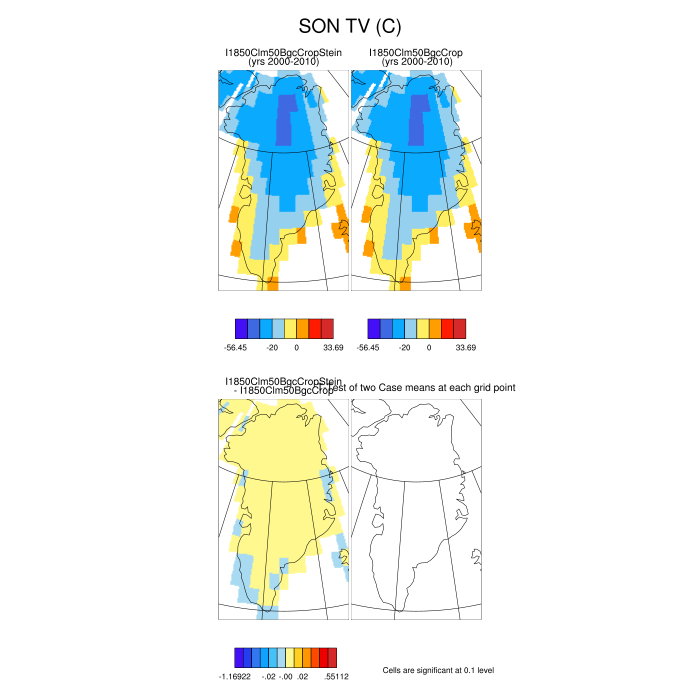 SON TV (C)
I1850Clm50BgcCropStein
(yrs 2000-2010)
I1850Clm50BgcCrop
(yrs 2000-2010)
-56.45 -20 0 33.69
-56.45 -20 0 33.69
I1850Clm50BgcCropStein
- I1850Clm50BgcCrop
of two Case means at each grid point
-1.16922 -.02 -.00 .02 .55112
Cells are significant at 0.1 level